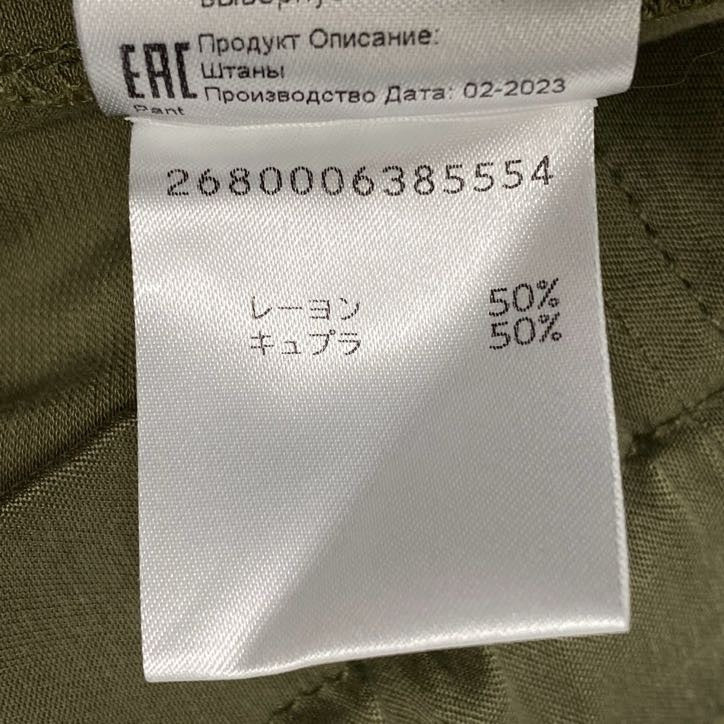 Продукт Описание:
EAC
Штаны
Производство Дата: 02-2023
Pant
2680006385554
レーヨン 50%
キュプラ 50%